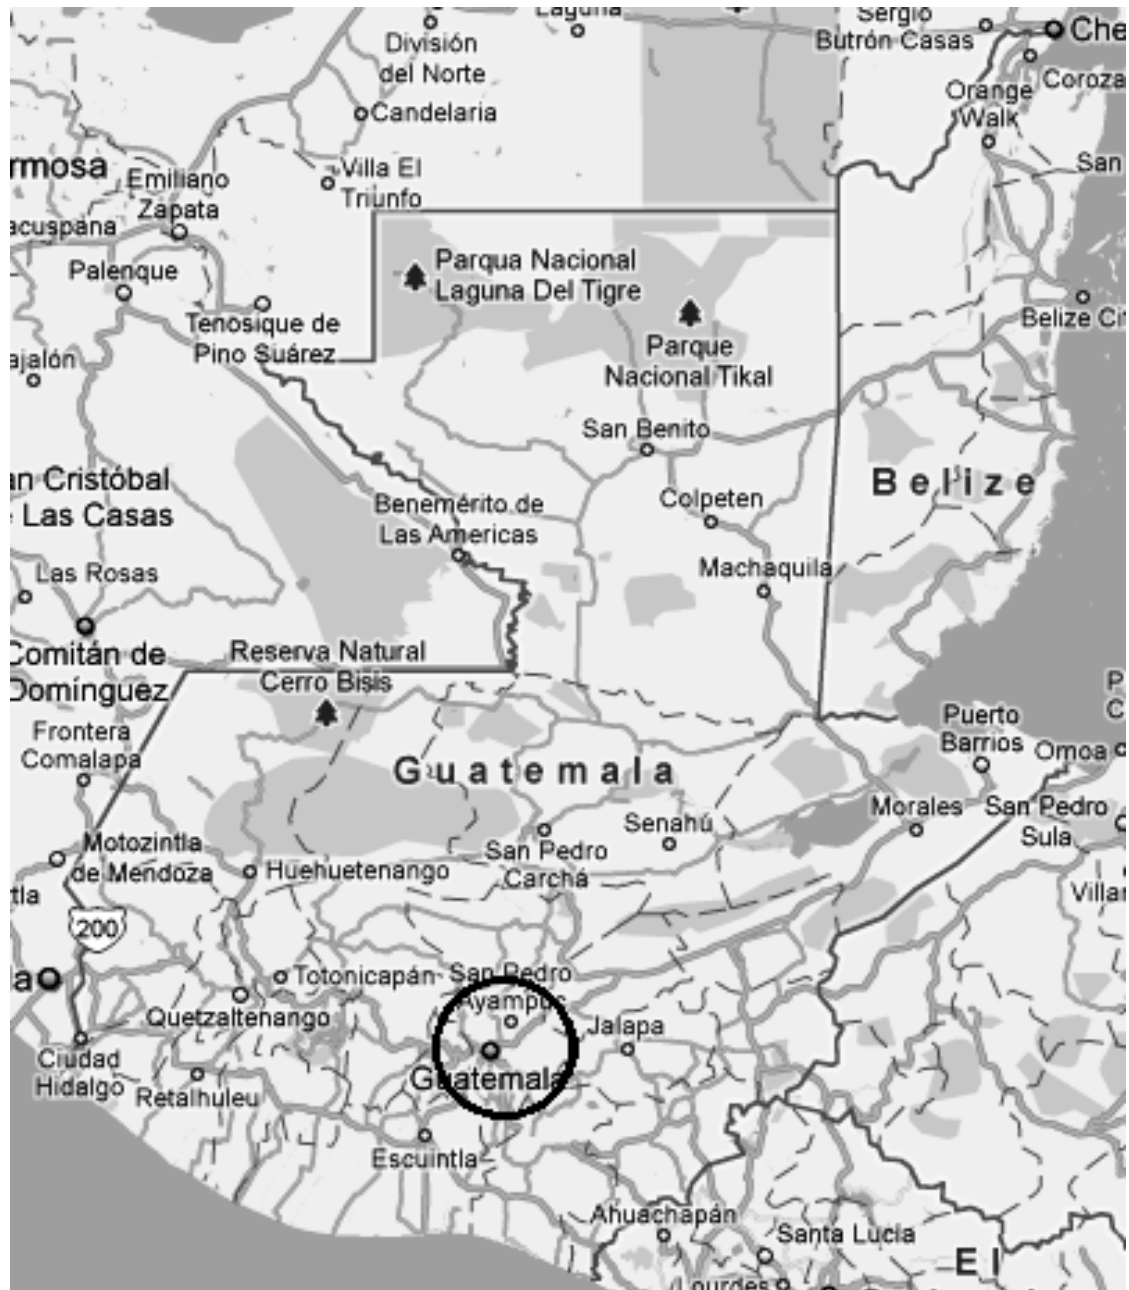 Laguna
Sergio
Butrón Casas
Che
División
del Norte
Coroza
Orange
Walk
Candelaria
rmosa
Emiliano
Zapata
Villa El
Triunfo
San
acuspana
Palenque
Parqua Nacional
Laguna Del Tigre
Tenosique de
Pino Suárez
Belize Cit
Parque
Nacional Tikal
ajalón
San Benito
an Cristóbal
Las Casas
Belize
Benemérito de
Las Americas
Colpeten
Las Rosas
Machaquila
Comitán de
Domínguez
Reserva Natural
Cerro Bisis
P
C
Frontera
Comalapa
Puerto
Barrios
Omoa
Guatemala
Motozintla
de Mendoza
Senahú
Morales
San Pedro
Sula
San Pedro
Carchá
Huehuetenango
tla
Villan
200
a
Totonicapán
San Pedro
Ayampuc
Quetzaltenango
Jalapa
Ciudad
Hidalgo
Retalhuleu
Guatemala
Escuintla
Ahuachapán
Santa Lucia
El
Lourdes